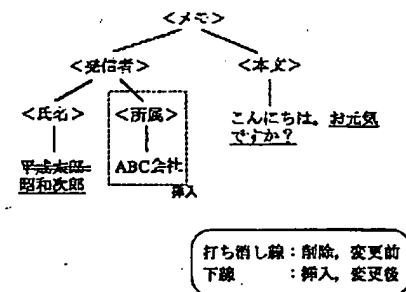 <メモ>
<受信者> <本文>
<氏名> <所属> こんにちは。お元気
ですか?
平成太郎 ABC会社
昭和次郎
挿入
打ち消し線:削除,変更前
下線 :挿入,変更後